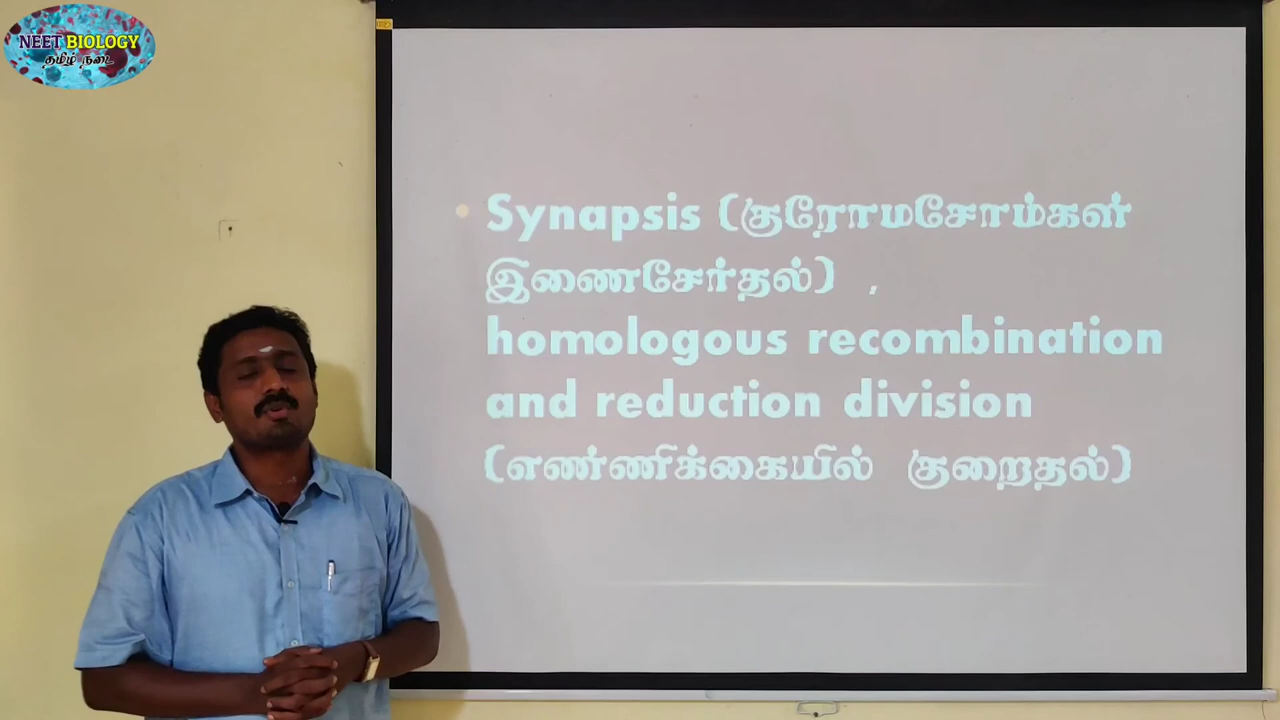 NEET BIOLOGY
தமிழ் நடை
Synapsis (குரோமசோம்கள்
இணைசேர்தல்) ,
homologous recombination
and reduction division
(எண்ணிக்கையில் குறைதல்)